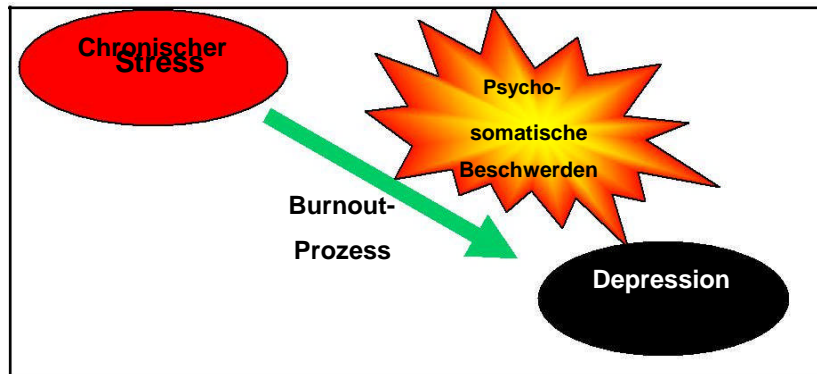 Chronischer
Stress
Psycho-
somatische
Beschwerden
Burnout-
Prozess
Depression